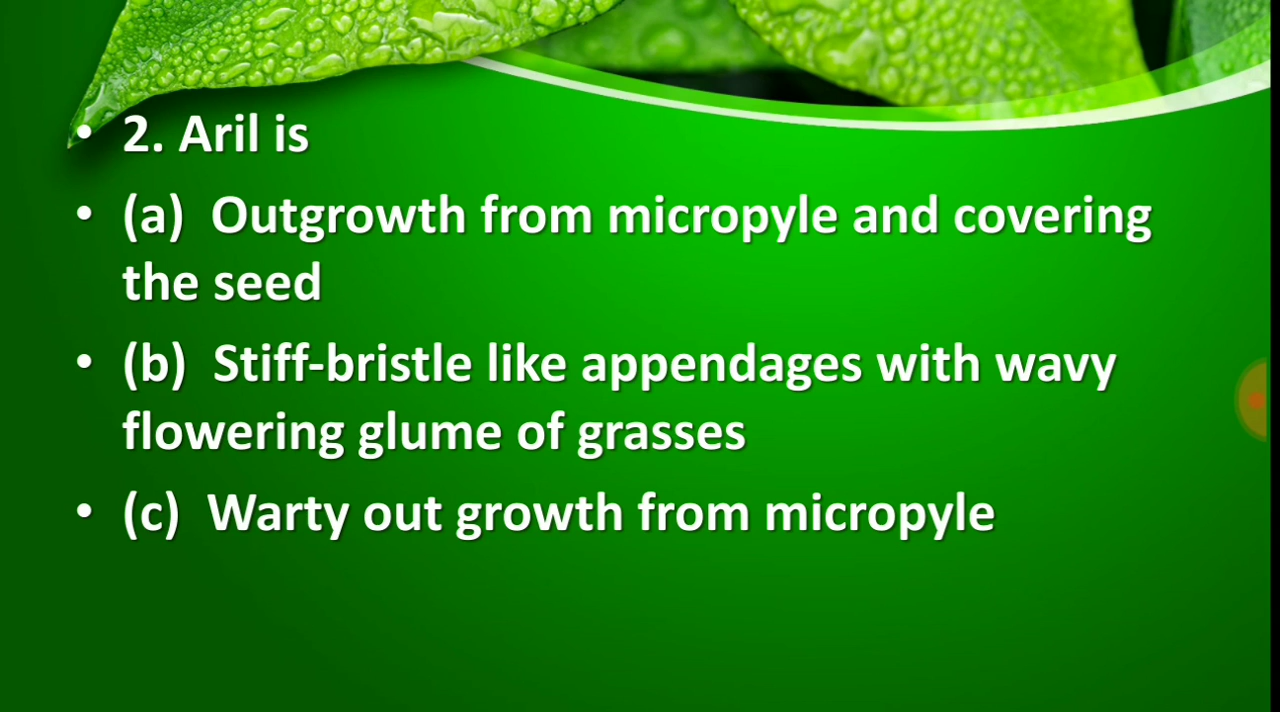 • 2. Aril is
• (a) Outgrowth from micropyle and covering
the seed
• (b) Stiff-bristle like appendages with wavy
flowering glume of grasses
• (c) Warty out growth from micropyle